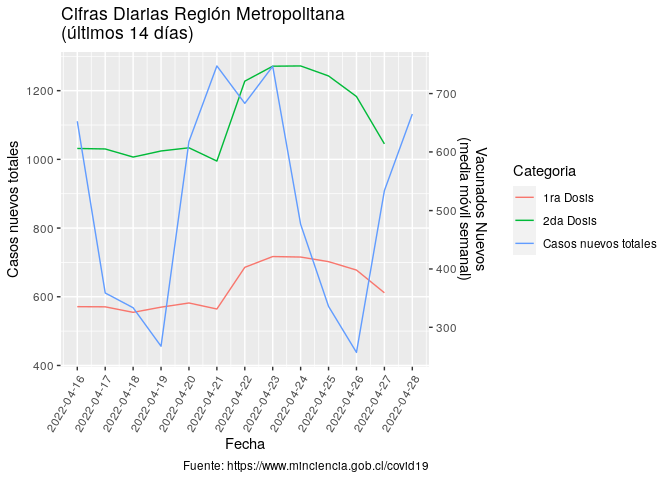 Cifras Diarias Región Metropolitana
(últimos 14 días)
Casos nuevos totales
1200
1000
800
600
400
700
600
500
400
300
Vacunados Nuevos
(media móvil semanal)
2022-04-16
2022-04-17
2022-04-18
2022-04-19
2022-04-20
2022-04-21
2022-04-22
2022-04-23
2022-04-24
2022-04-25
2022-04-26
2022-04-27
2022-04-28
Fecha
Categoria
1ra Dosis
2da Dosis
Casos nuevos totales
Fuente: https://www.minciencia.gob.cl/covid19